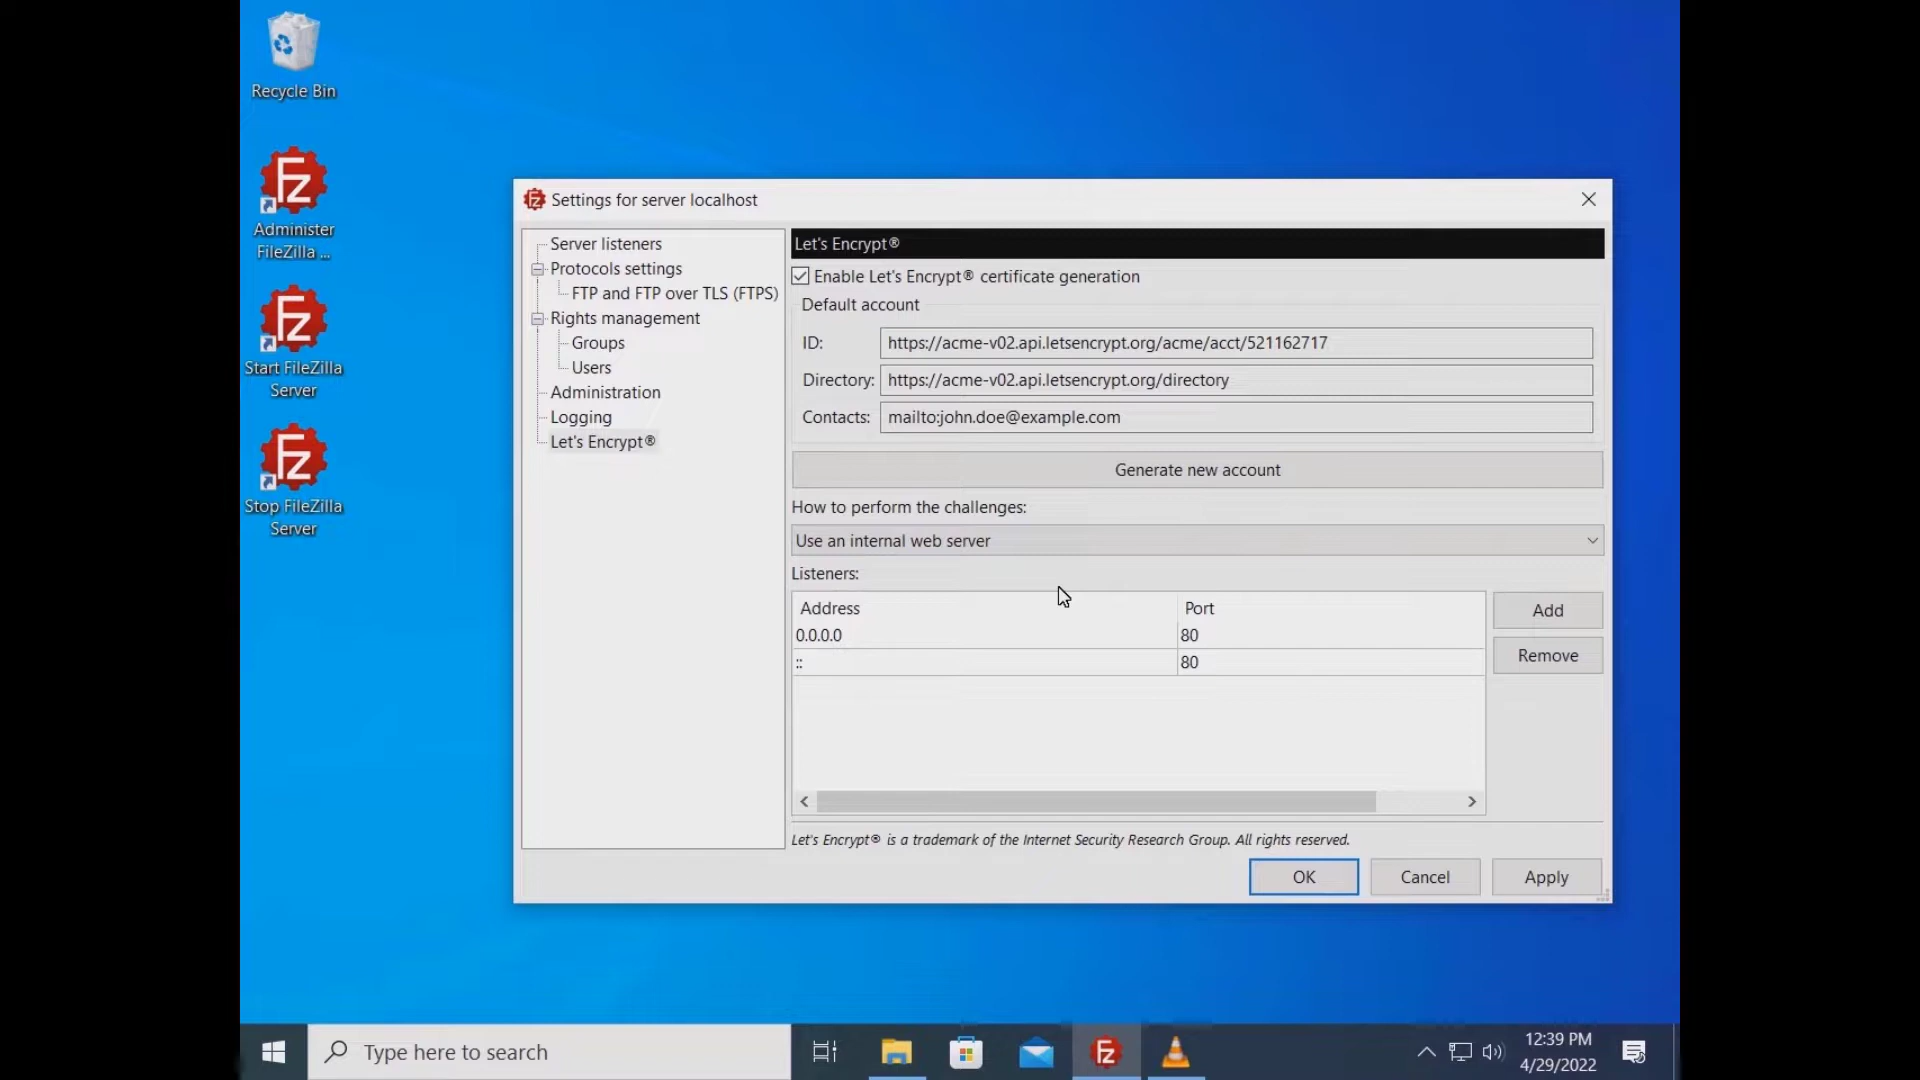 Recycle Bin
Administer
FileZilla ...
Start FileZilla
Server
Stop FileZilla
Server
Settings for server localhost
Server listeners
Protocols settings
FTP and FTP over TLS (FTPS)
Rights management
Groups
Users
Administration
Logging
Let's Encrypt®
Let's Encrypt®
Enable Let's Encrypt® certificate generation
Default account
ID: https://acme-v02.api.letsencrypt.org/acme/acct/521162717
Directory: https://acme-v02.api.letsencrypt.org/directory
Contacts: mailto:john.doe@example.com
Generate new account
How to perform the challenges:
Use an internal web server
Listeners:
Address Port
0.0.0.0 80
:: 80
Add
Remove
Let's Encrypt® is a trademark of the Internet Security Research Group. All rights reserved.
OK Cancel Apply
Type here to search
12:39 PM
4/29/2022